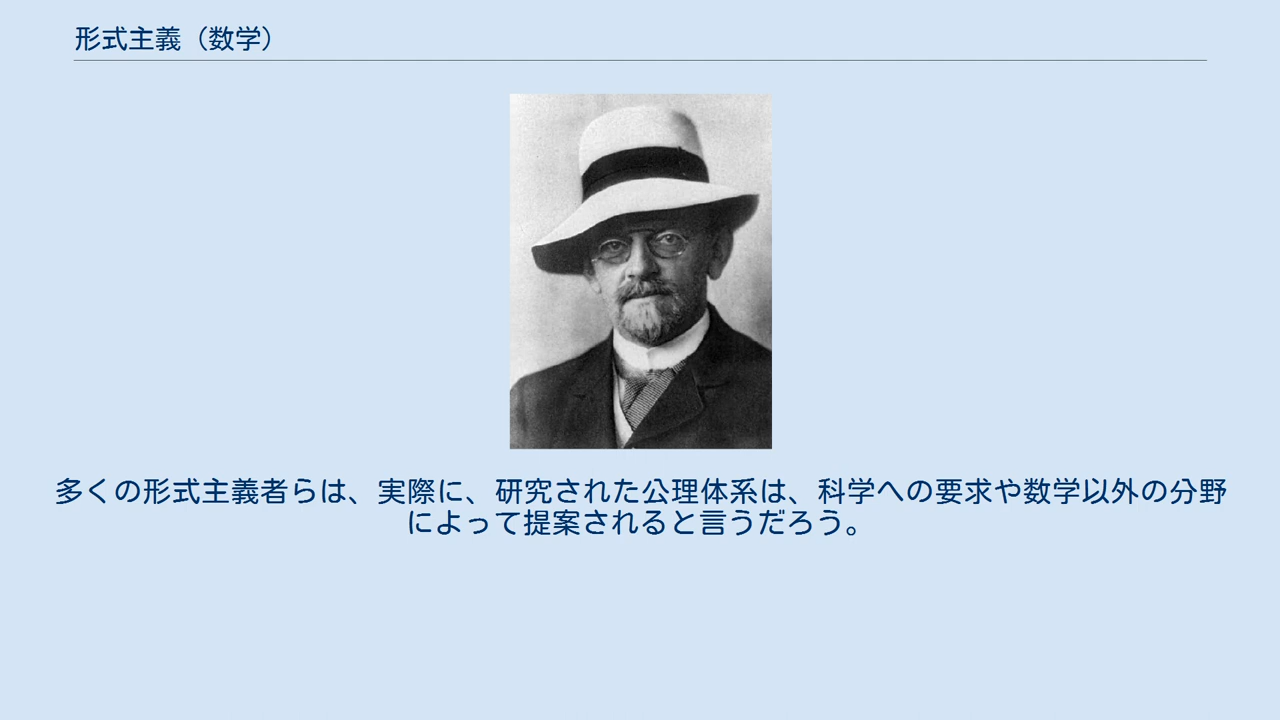 形式主義（数学）
多くの形式主義者らは、実際に、研究された公理体系は、科学への要求や数学以外の分野
によって提案されると言うだろう。